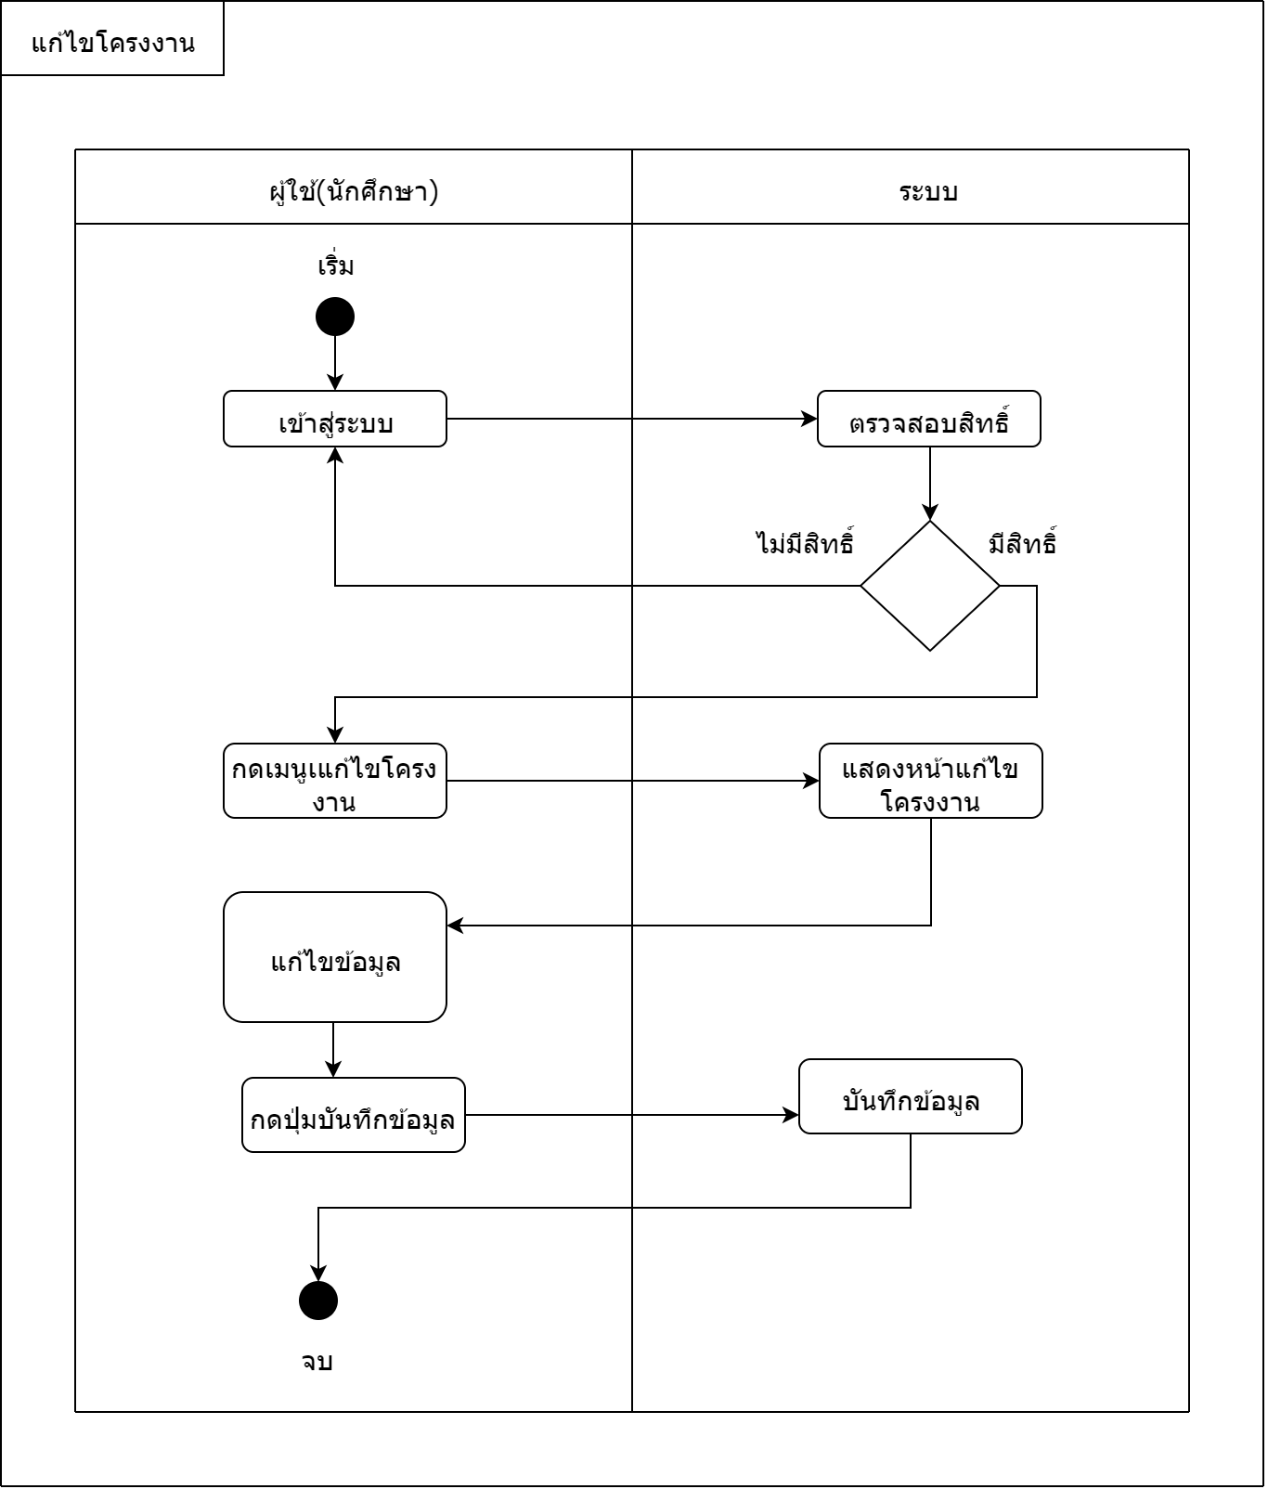 แก้ไขโครงงาน
ผู้ใช้(นักศึกษา)
ระบบ
เริ่ม
เข้าสู่ระบบ
ตรวจสอบสิทธิ์
ไม่มีสิทธิ์
มีสิทธิ์
กดเมนูเแก้ไขโครง
งาน
แสดงหน้าแก้ไข
โครงงาน
แก้ไขข้อมูล
บันทึกข้อมูล
กดปุ่มบันทึกข้อมูล
จบ